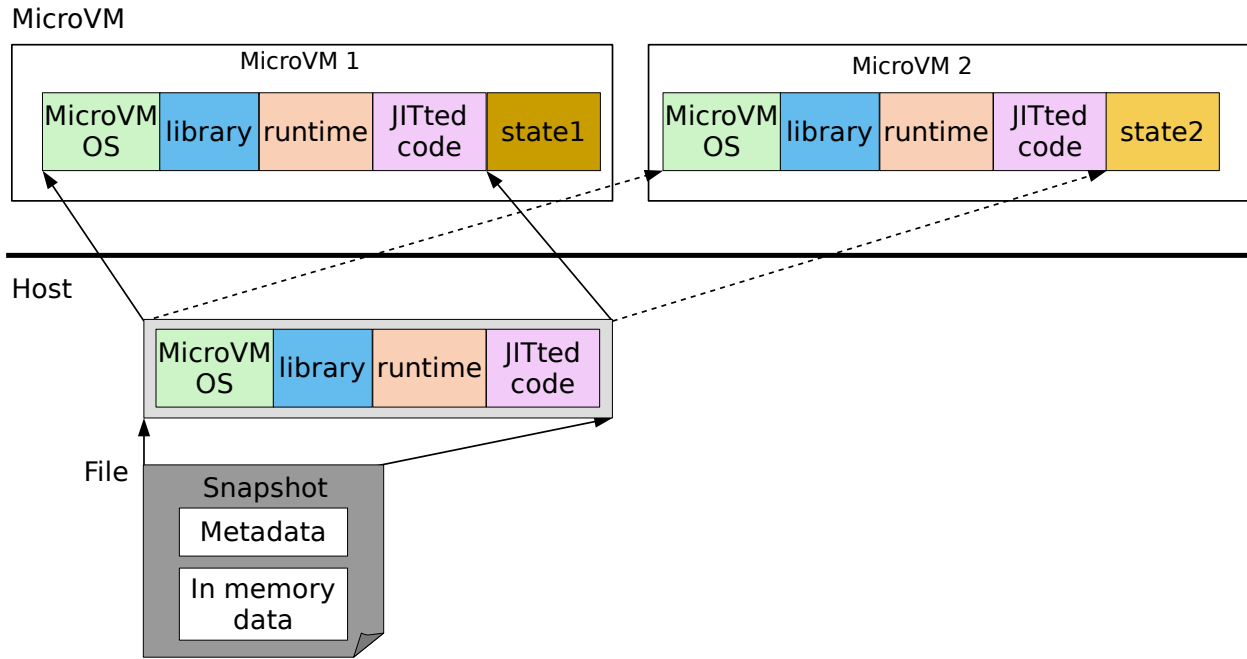 MicroVM
MicroVM 1
MicroVM
OS
library
runtime
JITted
code
state1
MicroVM 2
MicroVM
OS
library
runtime
JITted
code
state2
Host
MicroVM
OS
library
runtime
JITted
code
File
Snapshot
Metadata
In memory
data